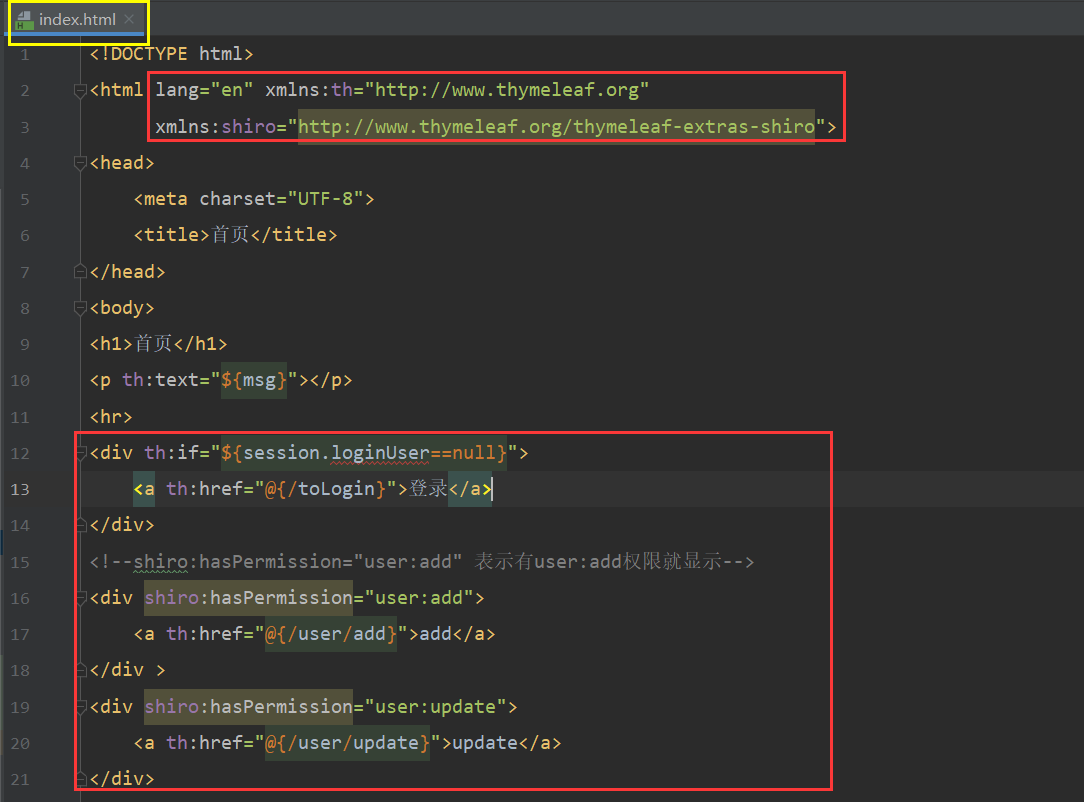 index.html
1 <!DOCTYPE html>
2 <html lang="en" xmlns:th="http://www.thymeleaf.org"
3 xmlns:shiro="http://www.thymeleaf.org/thymeleaf-extras-shiro">
4 <head>
5 <meta charset="UTF-8">
6 <title>首页</title>
7 </head>
8 <body>
9 <h1>首页</h1>
10 <p th:text="${msg}"></p>
11 <hr>
12 <div th:if="${session.loginUser==null}">
13 <a th:href="@{/toLogin}">登录</a>
14 </div>
15 <!--shiro:hasPermission="user:add" 表示有user:add权限就显示-->
16 <div shiro:hasPermission="user:add">
17 <a th:href="@{/user/add}">add</a>
18 </div >
19 <div shiro:hasPermission="user:update">
20 <a th:href="@{/user/update}">update</a>
21 </div>